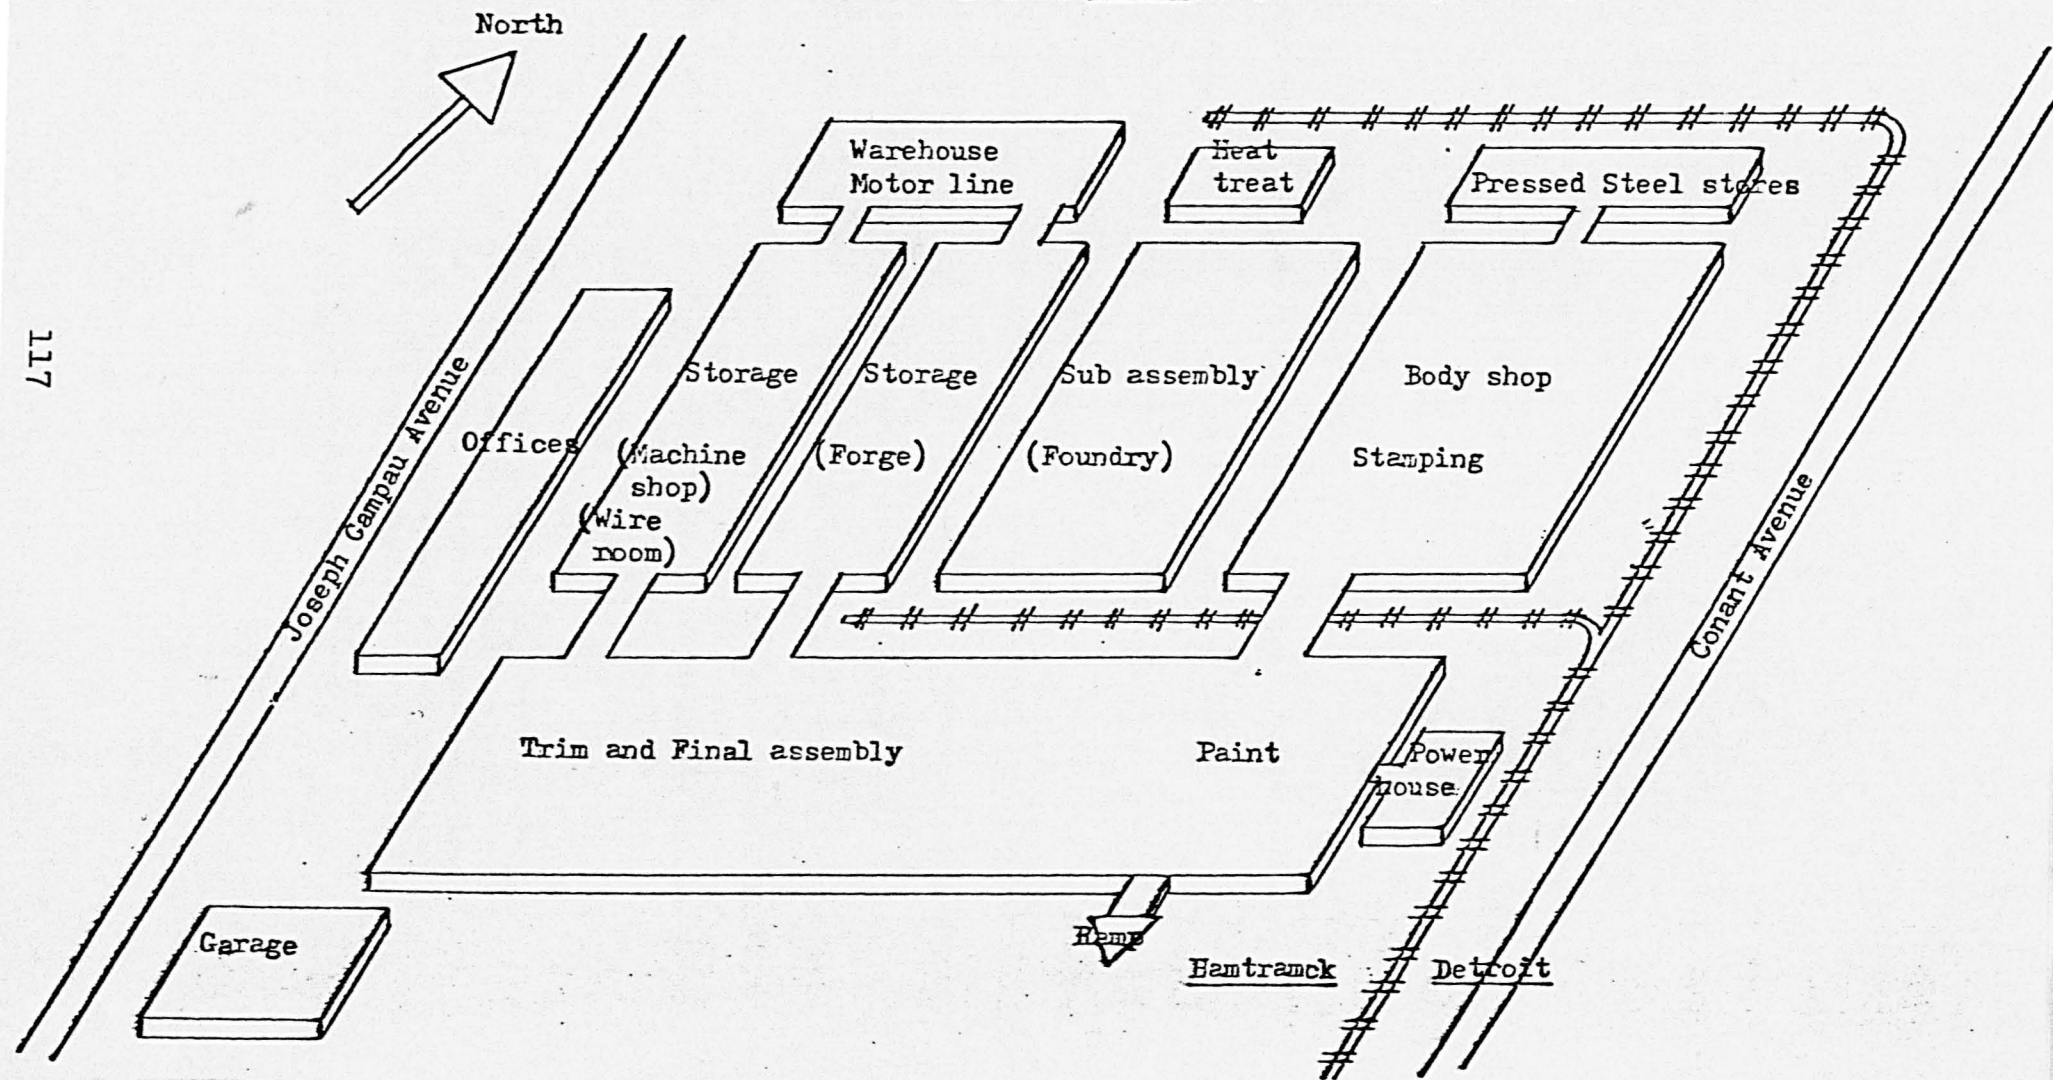 North
Warehouse
Motor line
Heat
treat
Pressed Steel stores
117
Joseph Campau Avenue
Offices
Storage
(Machine
shop)
(Wire
room)
Storage
(Forge)
Sub assembly
(Foundry)
Body shop
Stamping
Conant Avenue
Trim and Final assembly
Paint
Power
house
Garage
Ramp
Hamtramck
Detroit